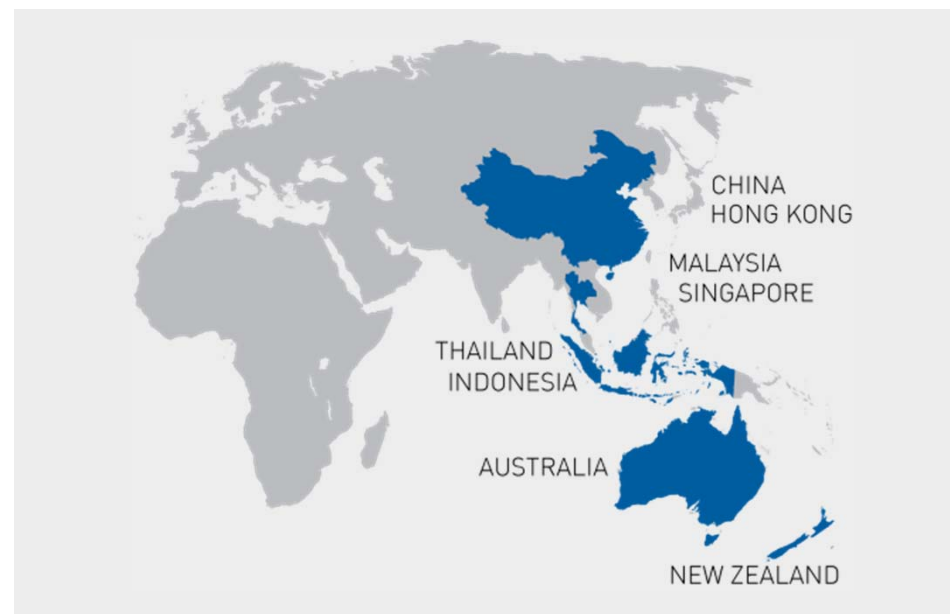 CHINA
HONG KONG
MALAYSIA
SINGAPORE
THAILAND
INDONESIA
AUSTRALIA
NEW ZEALAND